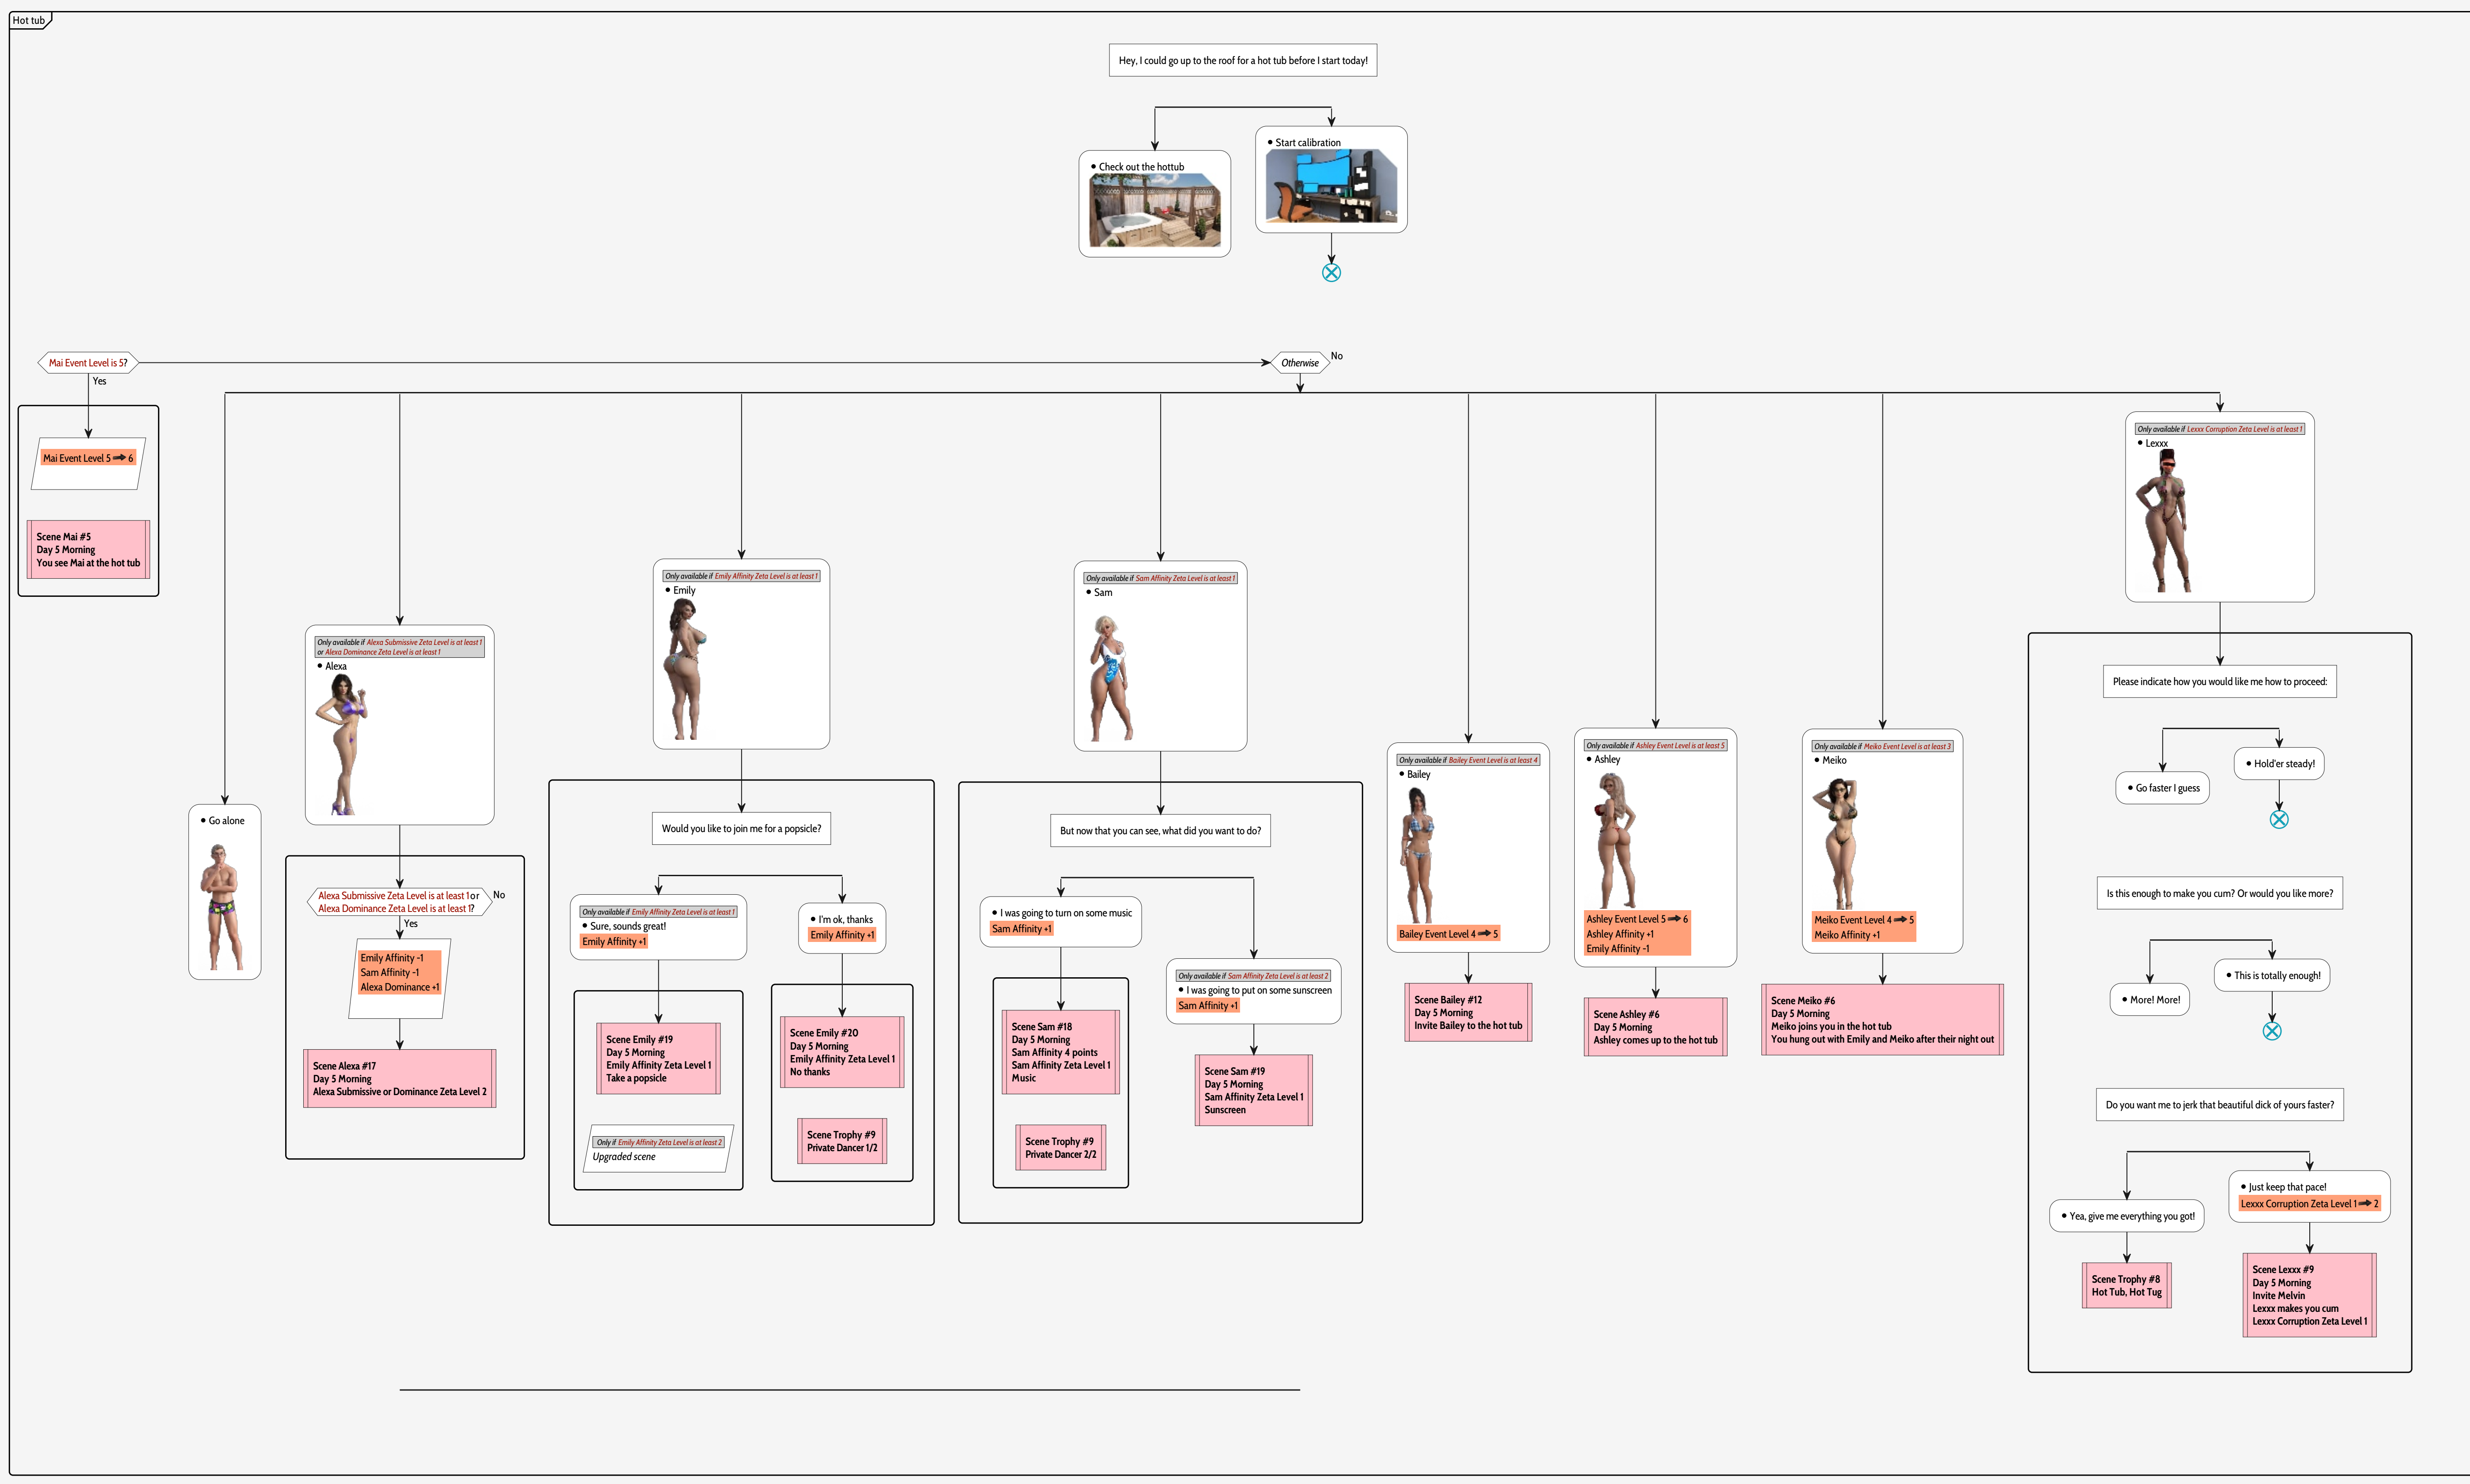 Hot tub
Hey, I could go up to the roof for a hot tub before I start today!
• Check out the hottub
• Start calibration
Mai Event Level is 5?
Yes
Otherwise
No
Mai Event Level 5 ➡ 6
Scene Mai #5
Day 5 Morning
You see Mai at the hot tub
• Go alone
Only available if Alexa Submissive Zeta Level is at least 1
or Alexa Dominance Zeta Level is at least 1
• Alexa
Alexa Submissive Zeta Level is at least 1 or
Alexa Dominance Zeta Level is at least 1?
No
Yes
Emily Affinity -1
Sam Affinity -1
Alexa Dominance +1
Scene Alexa #17
Day 5 Morning
Alexa Submissive or Dominance Zeta Level 2
Only available if Emily Affinity Zeta Level is at least 1
• Emily
Would you like to join me for a popsicle?
Only available if Emily Affinity Zeta Level is at least 1
• Sure, sounds great!
Emily Affinity +1
Scene Emily #19
Day 5 Morning
Emily Affinity Zeta Level 1
Take a popsicle
Only if Emily Affinity Zeta Level is at least 2
Upgraded scene
• I'm ok, thanks
Emily Affinity +1
Scene Emily #20
Day 5 Morning
Emily Affinity Zeta Level 1
No thanks
Scene Trophy #9
Private Dancer 1/2
Only available if Sam Affinity Zeta Level is at least 1
• Sam
But now that you can see, what did you want to do?
• I was going to turn on some music
Sam Affinity +1
Scene Sam #18
Day 5 Morning
Sam Affinity 4 points
Sam Affinity Zeta Level 1
Music
Scene Trophy #9
Private Dancer 2/2
Only available if Sam Affinity Zeta Level is at least 2
• I was going to put on some sunscreen
Sam Affinity +1
Scene Sam #19
Day 5 Morning
Sam Affinity Zeta Level 1
Sunscreen
Only available if Bailey Event Level is at least 4
• Bailey
Bailey Event Level 4 ➡ 5
Scene Bailey #12
Day 5 Morning
Invite Bailey to the hot tub
Only available if Ashley Event Level is at least 5
• Ashley
Ashley Event Level 5 ➡ 6
Ashley Affinity +1
Emily Affinity -1
Scene Ashley #6
Day 5 Morning
Ashley comes up to the hot tub
Only available if Meiko Event Level is at least 3
• Meiko
Meiko Event Level 4 ➡ 5
Meiko Affinity +1
Scene Meiko #6
Day 5 Morning
Meiko joins you in the hot tub
You hung out with Emily and Meiko after their night out
Only available if Lexxx Corruption Zeta Level is at least 1
• Lexxx
Please indicate how you would like me how to proceed:
• Go faster I guess
• Hold'er steady!
Is this enough to make you cum? Or would you like more?
• More! More!
• This is totally enough!
Do you want me to jerk that beautiful dick of yours faster?
• Yea, give me everything you got!
Scene Trophy #8
Hot Tub, Hot Tug
• Just keep that pace!
Lexxx Corruption Zeta Level 1 ➡ 2
Scene Lexxx #9
Day 5 Morning
Invite Melvin
Lexxx makes you cum
Lexxx Corruption Zeta Level 1